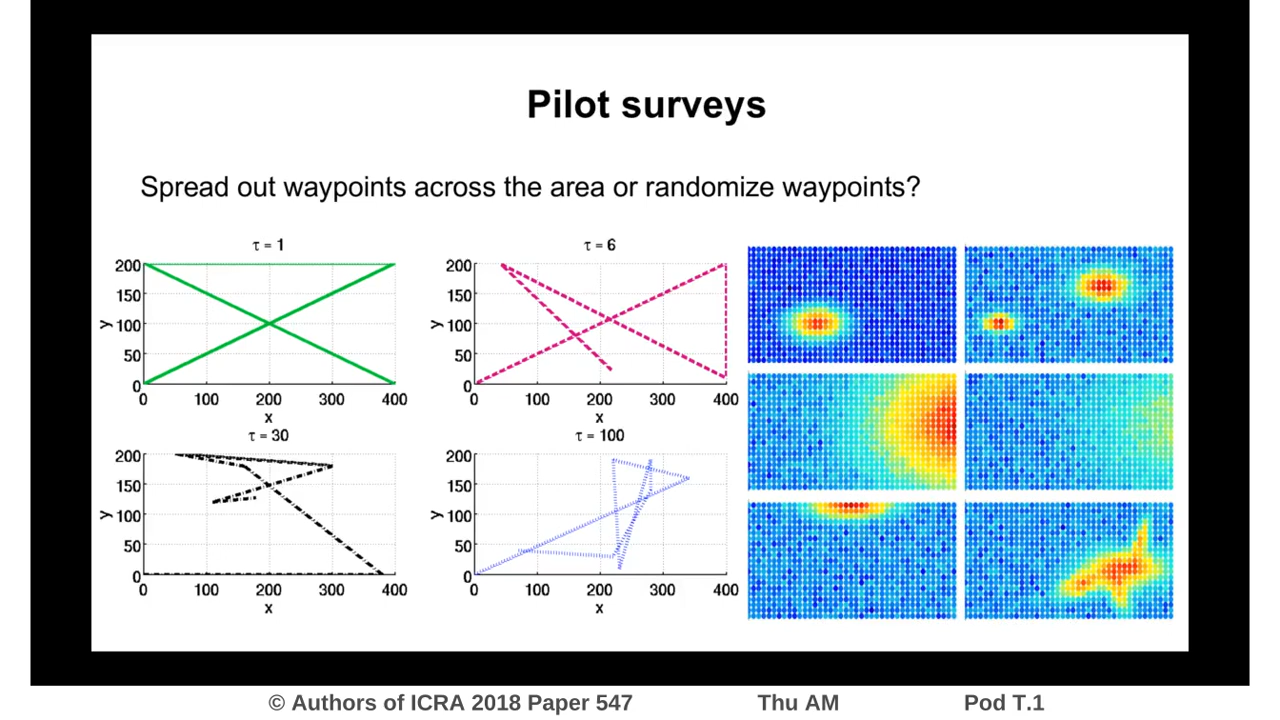 Pilot surveys
Spread out waypoints across the area or randomize waypoints?
τ = 1
200
150
100
50
0
y
0 100 200 300 400
x
τ = 6
200
150
100
50
0
y
0 100 200 300 400
x
τ = 30
200
150
100
50
0
y
0 100 200 300 400
x
τ = 100
200
150
100
50
0
y
0 100 200 300 400
x
© Authors of ICRA 2018 Paper 547 Thu AM Pod T.1